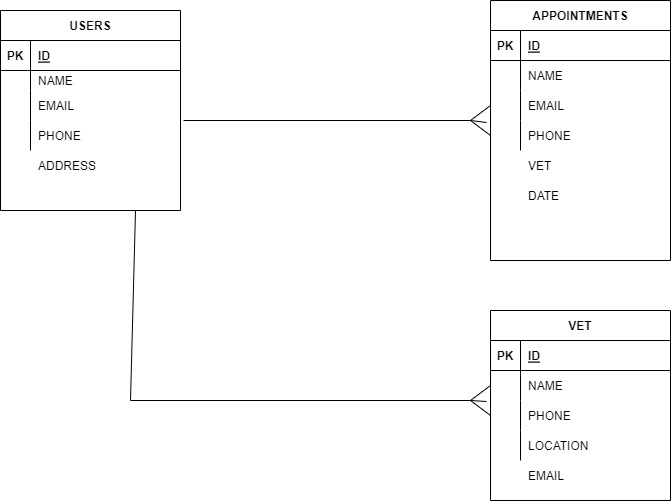 USERS
PK ID
NAME
EMAIL
PHONE
ADDRESS
APPOINTMENTS
PK ID
NAME
EMAIL
PHONE
VET
DATE
VET
PK ID
NAME
PHONE
LOCATION
EMAIL